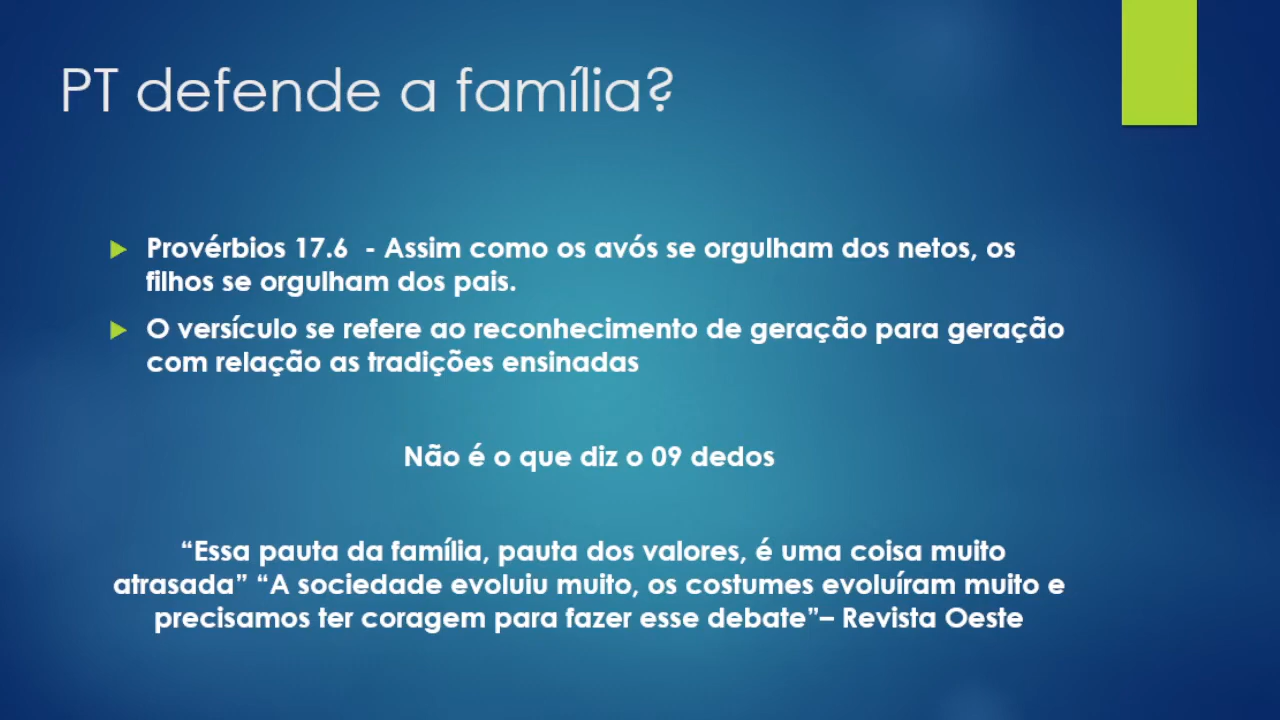 PT defende a família?
Provérbios 17.6 - Assim como os avós se orgulham dos netos, os
filhos se orgulham dos pais.
O versículo se refere ao reconhecimento de geração para geração
com relação as tradições ensinadas
Não é o que diz o 09 dedos
“Essa pauta da família, pauta dos valores, é uma coisa muito
atrasada” “A sociedade evoluiu muito, os costumes evoluíram muito e
precisamos ter coragem para fazer esse debate”– Revista Oeste